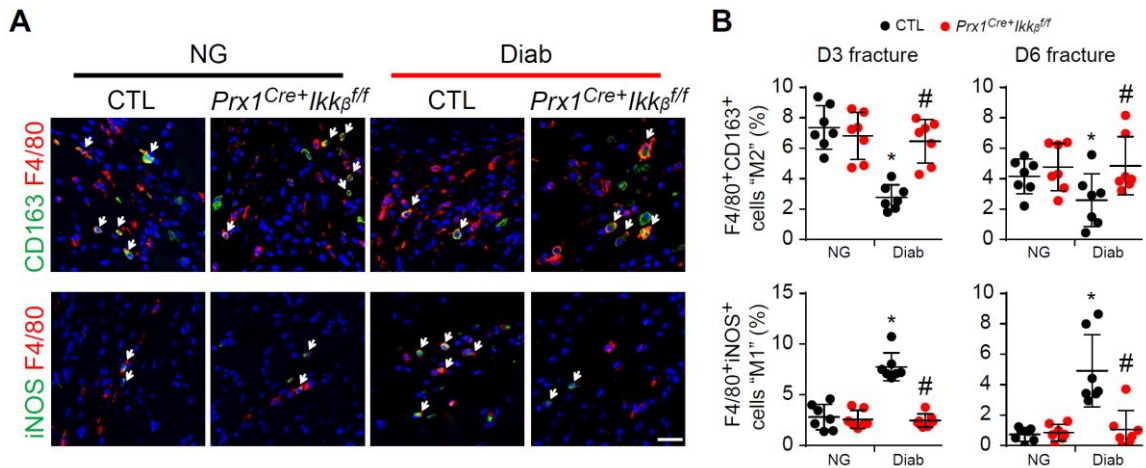 A
NG
Diab
CTL
Prx1Cre+Ikkβf/f
CTL
Prx1Cre+Ikkβf/f
CD163 F4/80
iNOS F4/80
B
CTL
Prx1Cre+Ikkβf/f
D3 fracture
D6 fracture
F4/80+CD163+
cells “M2” (%)
10
8
6
4
2
0
*
#
NG
Diab
10
8
6
4
2
0
*
#
NG
Diab
F4/80+iNOS+
cells “M1” (%)
15
10
5
0
*
#
NG
Diab
10
8
6
4
2
0
*
#
NG
Diab